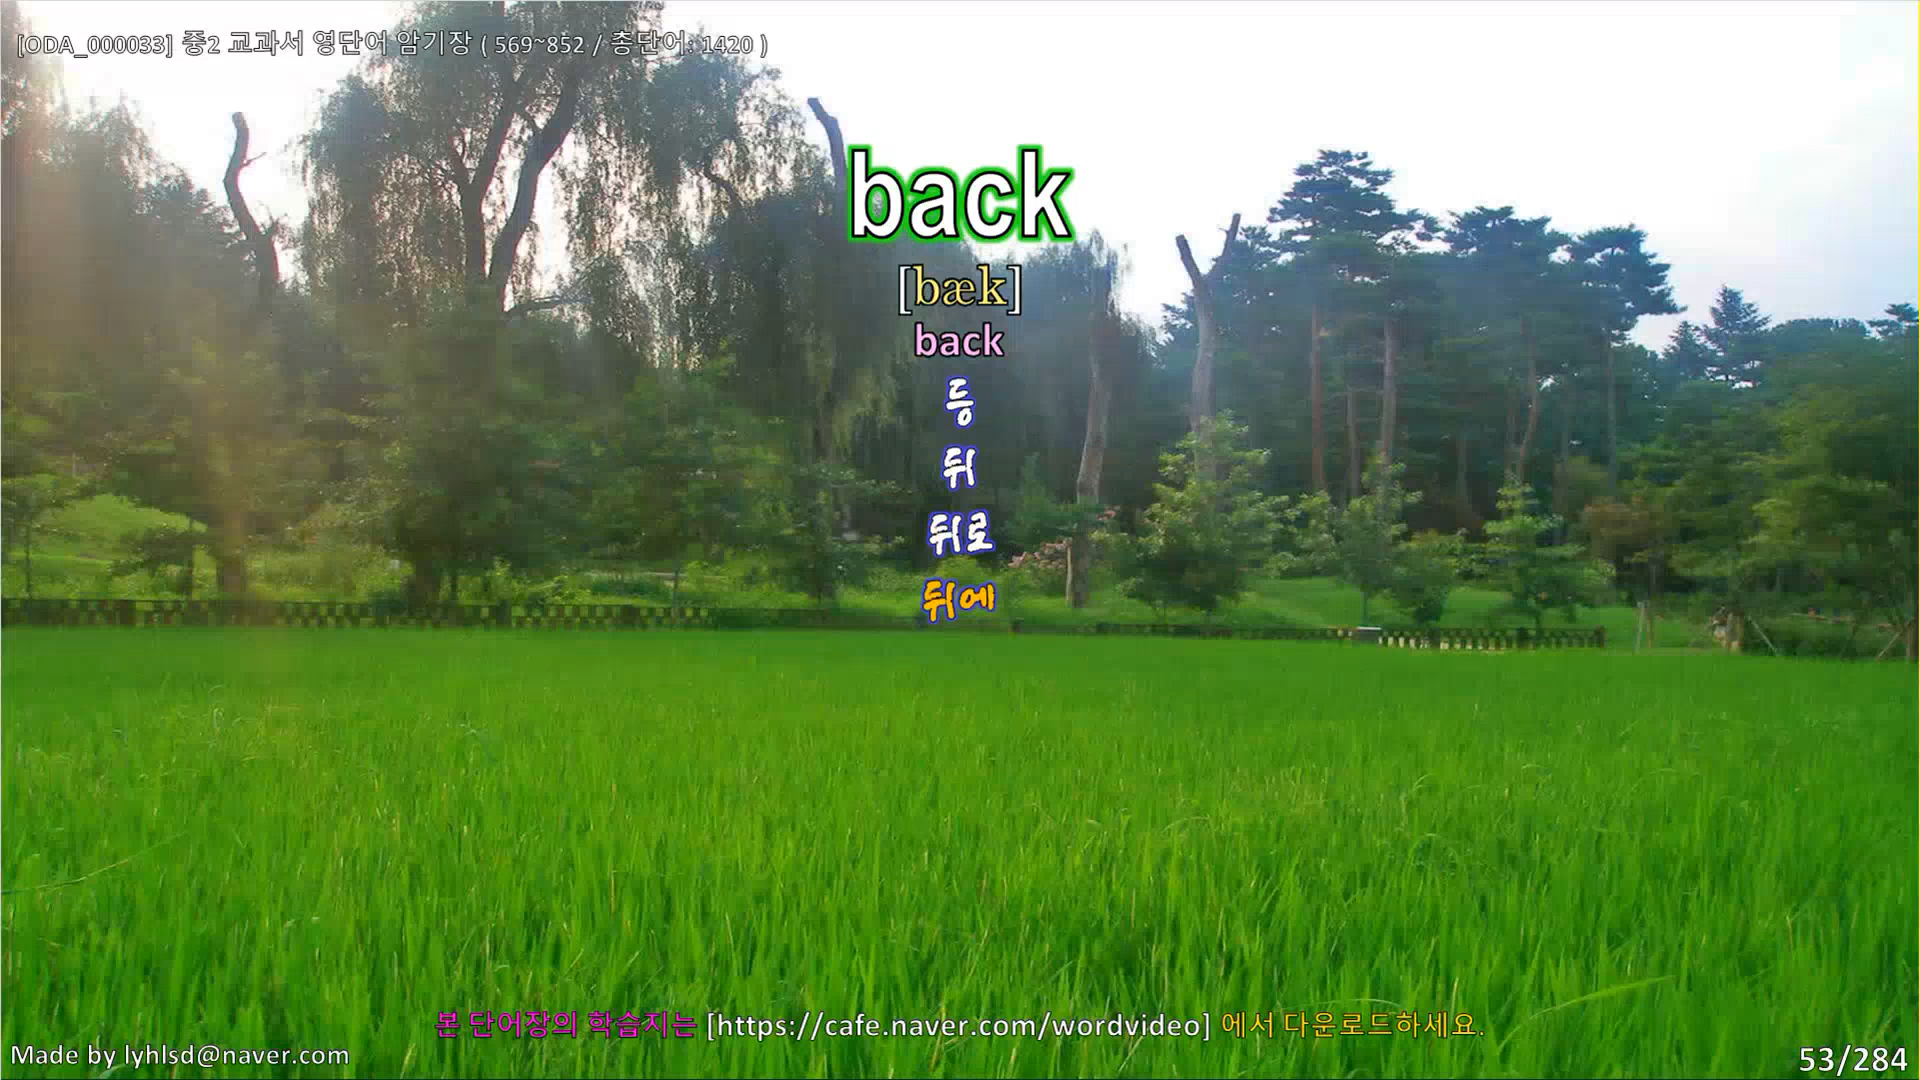 [ODA_000033] 중2 교과서 영단어 암기장 ( 569~852 / 총단어: 1420 )
back
[bæk]
back
등
뒤
뒤로
뒤에
본 단어장의 학습지는 [https://cafe.naver.com/wordvideo] 에서 다운로드하세요.
Made by lyhlsd@naver.com
53/284